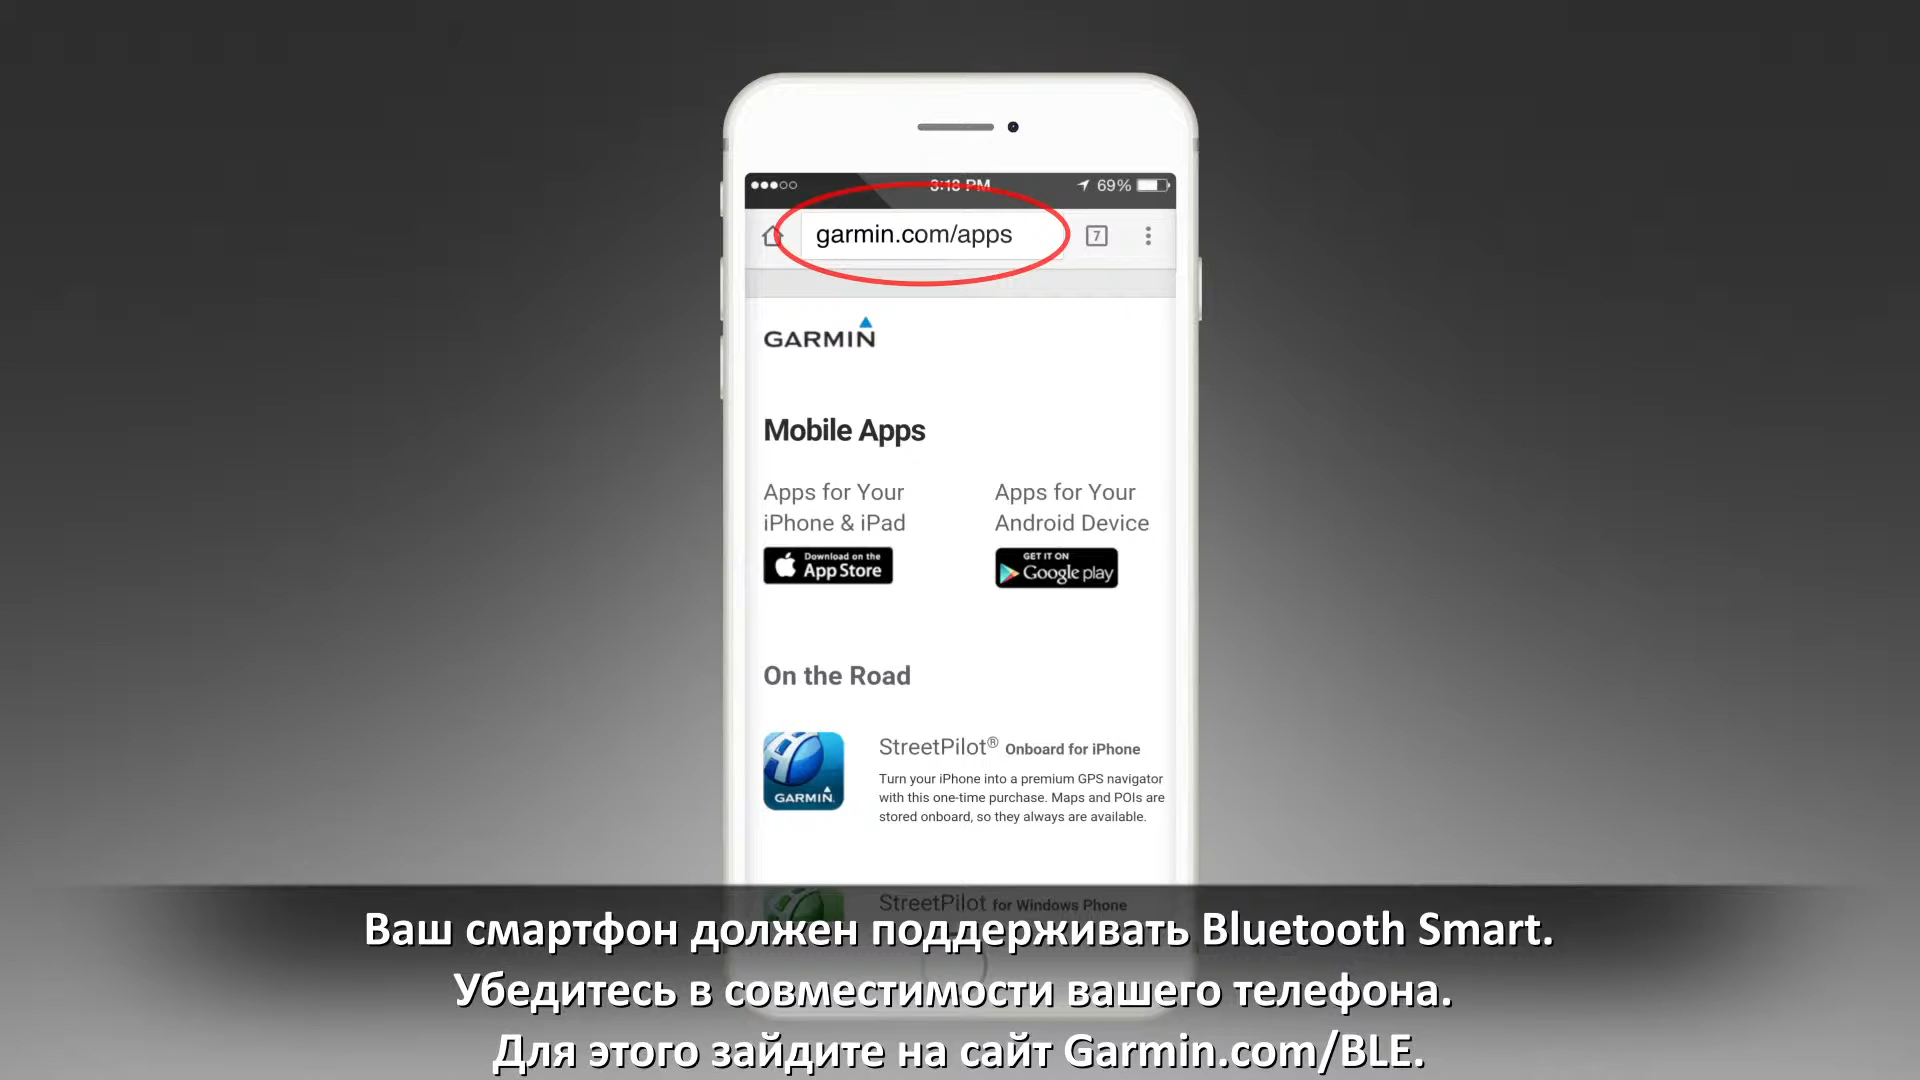 3:18 PM
69%
garmin.com/apps
7
GARMIN
Mobile Apps
Apps for Your
iPhone & iPad
Download on the
App Store
Apps for Your
Android Device
GET IT ON
Google play
On the Road
GARMIN
StreetPilot® Onboard for iPhone
Turn your iPhone into a premium GPS navigator
with this one-time purchase. Maps and POIs are
stored onboard, so they always are available.
StreetPilot for Windows Phone
Ваш смартфон должен поддерживать Bluetooth Smart.
Убедитесь в совместимости вашего телефона.
Для этого зайдите на сайт Garmin.com/BLE.